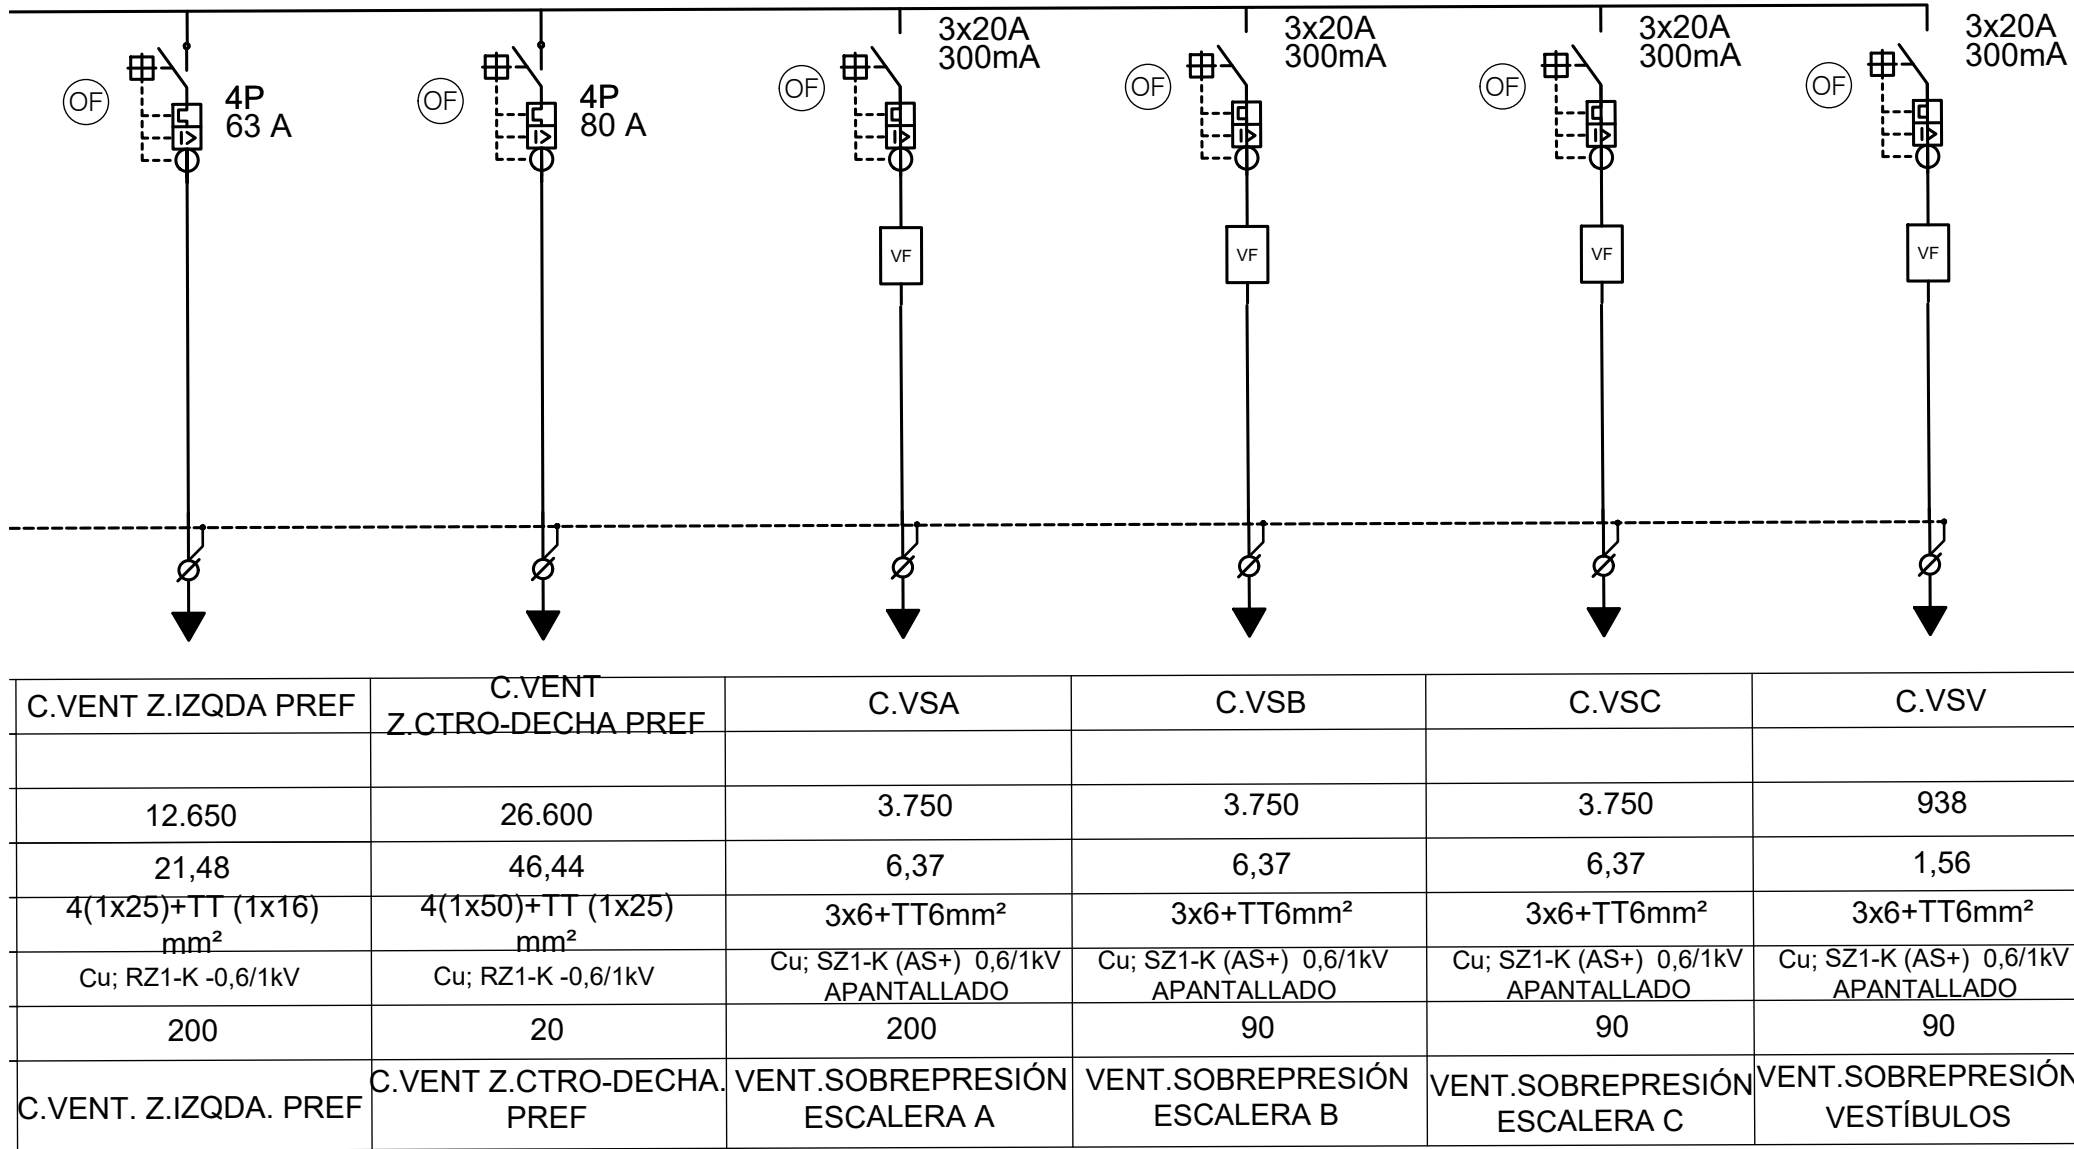 3x20A
300mA
3x20A
300mA
3x20A
300mA
3x20A
300mA
OF
4P
63 A
OF
4P
80 A
OF
OF
OF
OF
I>
I>
I>
I>
I>
I>
VF
VF
VF
VF
C.VENT Z.IZQDA PREF
C.VENT
Z.CTRO-DECHA PREF
C.VSA
C.VSB
C.VSC
C.VSV
12.650
26.600
3.750
3.750
3.750
938
21,48
46,44
6,37
6,37
6,37
1,56
4(1x25)+TT (1x16)
mm²
4(1x50)+TT (1x25)
mm²
3x6+TT6mm²
3x6+TT6mm²
3x6+TT6mm²
3x6+TT6mm²
Cu; RZ1-K -0,6/1kV
Cu; RZ1-K -0,6/1kV
Cu; SZ1-K (AS+) 0,6/1kV
APANTALLADO
Cu; SZ1-K (AS+) 0,6/1kV
APANTALLADO
Cu; SZ1-K (AS+) 0,6/1kV
APANTALLADO
Cu; SZ1-K (AS+) 0,6/1kV
APANTALLADO
200
20
200
90
90
90
C.VENT. Z.IZQDA. PREF
C.VENT Z.CTRO-DECHA.
PREF
VENT.SOBREPRESIÓN
ESCALERA A
VENT.SOBREPRESIÓN
ESCALERA B
VENT.SOBREPRESIÓN
ESCALERA C
VENT.SOBREPRESIÓN
VESTÍBULOS